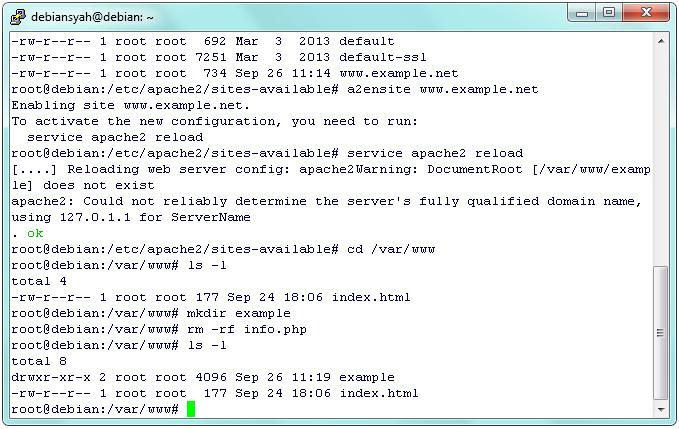 debiansyah@debian: ~
-rw-r--r-- 1 root root  692 Mar  3  2013 default
-rw-r--r-- 1 root root 7251 Mar  3  2013 default-ssl
-rw-r--r-- 1 root root  734 Sep 26 11:14 www.example.net
root@debian:/etc/apache2/sites-available# a2ensite www.example.net
Enabling site www.example.net.
To activate the new configuration, you need to run:
  service apache2 reload
root@debian:/etc/apache2/sites-available# service apache2 reload
[....] Reloading web server config: apache2Warning: DocumentRoot [/var/www/examp
le] does not exist
apache2: Could not reliably determine the server's fully qualified domain name,
using 127.0.1.1 for ServerName
. ok
root@debian:/etc/apache2/sites-available# cd /var/www
root@debian:/var/www# ls -l
total 4
-rw-r--r-- 1 root root 177 Sep 24 18:06 index.html
root@debian:/var/www# mkdir example
root@debian:/var/www# rm -rf info.php
root@debian:/var/www# ls -l
total 8
drwxr-xr-x 2 root root 4096 Sep 26 11:19 example
-rw-r--r-- 1 root root  177 Sep 24 18:06 index.html
root@debian:/var/www#